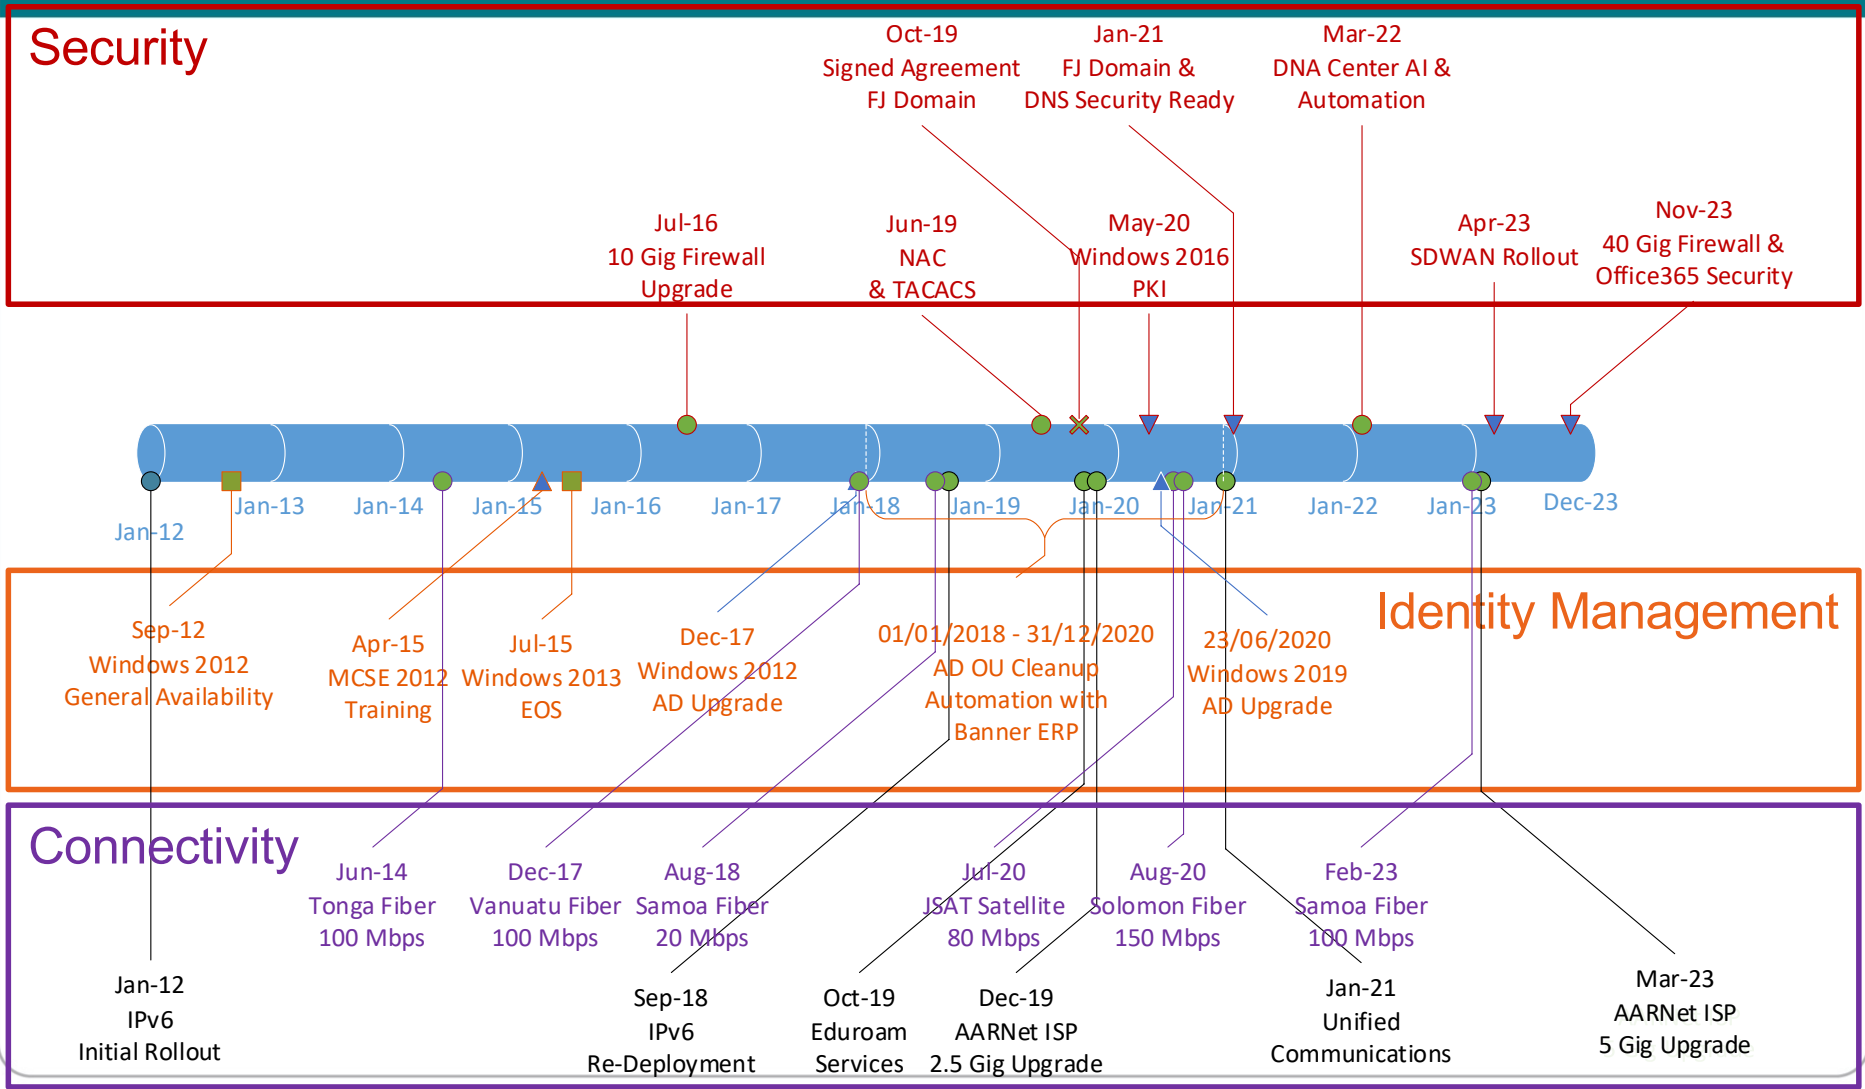 Security
Oct-19
Signed Agreement
FJ Domain
Jan-21
FJ Domain &
DNS Security Ready
Mar-22
DNA Center AI &
Automation
Jul-16
10 Gig Firewall
Upgrade
Jun-19
NAC
& TACACS
May-20
Windows 2016
PKI
Apr-23
SDWAN Rollout
Nov-23
40 Gig Firewall &
Office365 Security
Jan-12
Jan-13
Jan-14
Jan-15
Jan-16
Jan-17
Jan-18
Jan-19
Jan-20
Jan-21
Jan-22
Jan-23
Dec-23
Identity Management
Sep-12
Windows 2012
General Availability
Apr-15
MCSE 2012
Training
Jul-15
Windows 2013
EOS
Dec-17
Windows 2012
AD Upgrade
01/01/2018 - 31/12/2020
AD OU Cleanup
Automation with
Banner ERP
23/06/2020
Windows 2019
AD Upgrade
Connectivity
Jun-14
Tonga Fiber
100 Mbps
Dec-17
Vanuatu Fiber
100 Mbps
Aug-18
Samoa Fiber
20 Mbps
Jul-20
JSAT Satellite
80 Mbps
Aug-20
Solomon Fiber
150 Mbps
Feb-23
Samoa Fiber
100 Mbps
Jan-12
IPv6
Initial Rollout
Sep-18
IPv6
Re-Deployment
Oct-19
Eduroam
Services
Dec-19
AARNet ISP
2.5 Gig Upgrade
Jan-21
Unified
Communications
Mar-23
AARNet ISP
5 Gig Upgrade